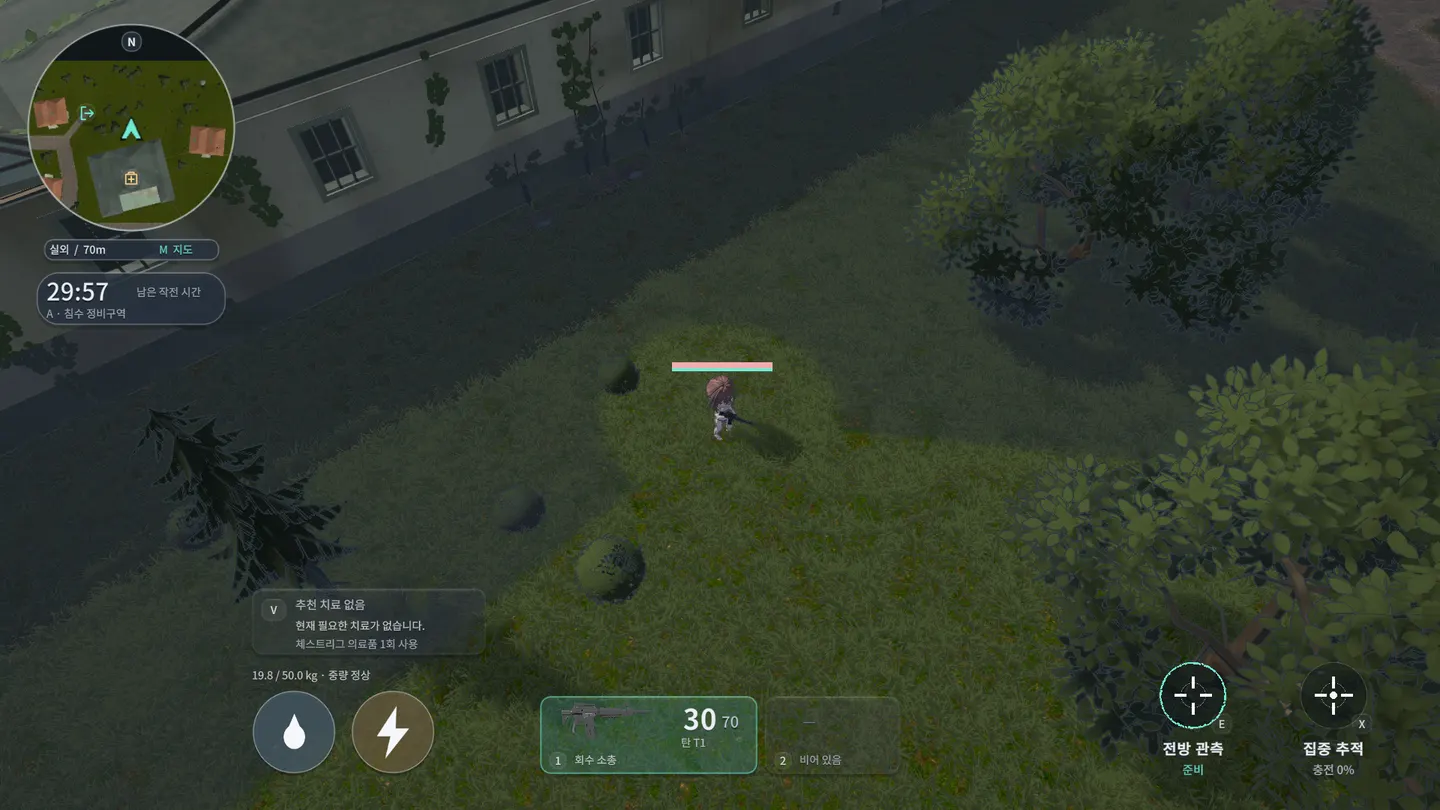 N
실외 / 70m M 지도
29:57 남은 작전 시간
A · 침수 정비구역
V 추천 치료 없음
현재 필요한 치료가 없습니다.
체스트리그 의료품 1회 사용
19.8 / 50.0 kg · 중량 정상
30 70
탄 T1
1 회수 소총
—
2 비어 있음
E
전방 관측
준비
X
집중 추적
충전 0%